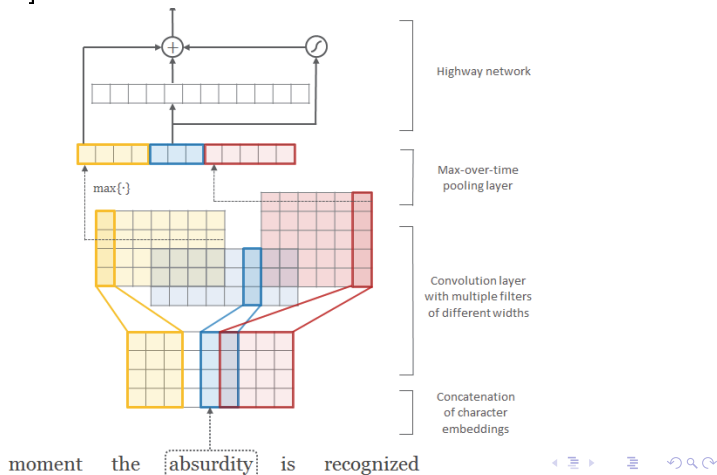 Highway network
Max-over-time
pooling layer
max{·}
Convolution layer
with multiple filters
of different widths
Concatenation
of character
embeddings
moment the absurdity is recognized